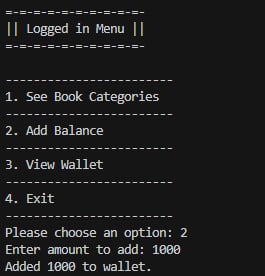 =-=-=-=-=-=-=-=-=-=-
|| Logged in Menu ||
=-=-=-=-=-=-=-=-=-=-
------------------------
1. See Book Categories
------------------------
2. Add Balance
------------------------
3. View Wallet
------------------------
4. Exit
------------------------
Please choose an option: 2
Enter amount to add: 1000
Added 1000 to wallet.